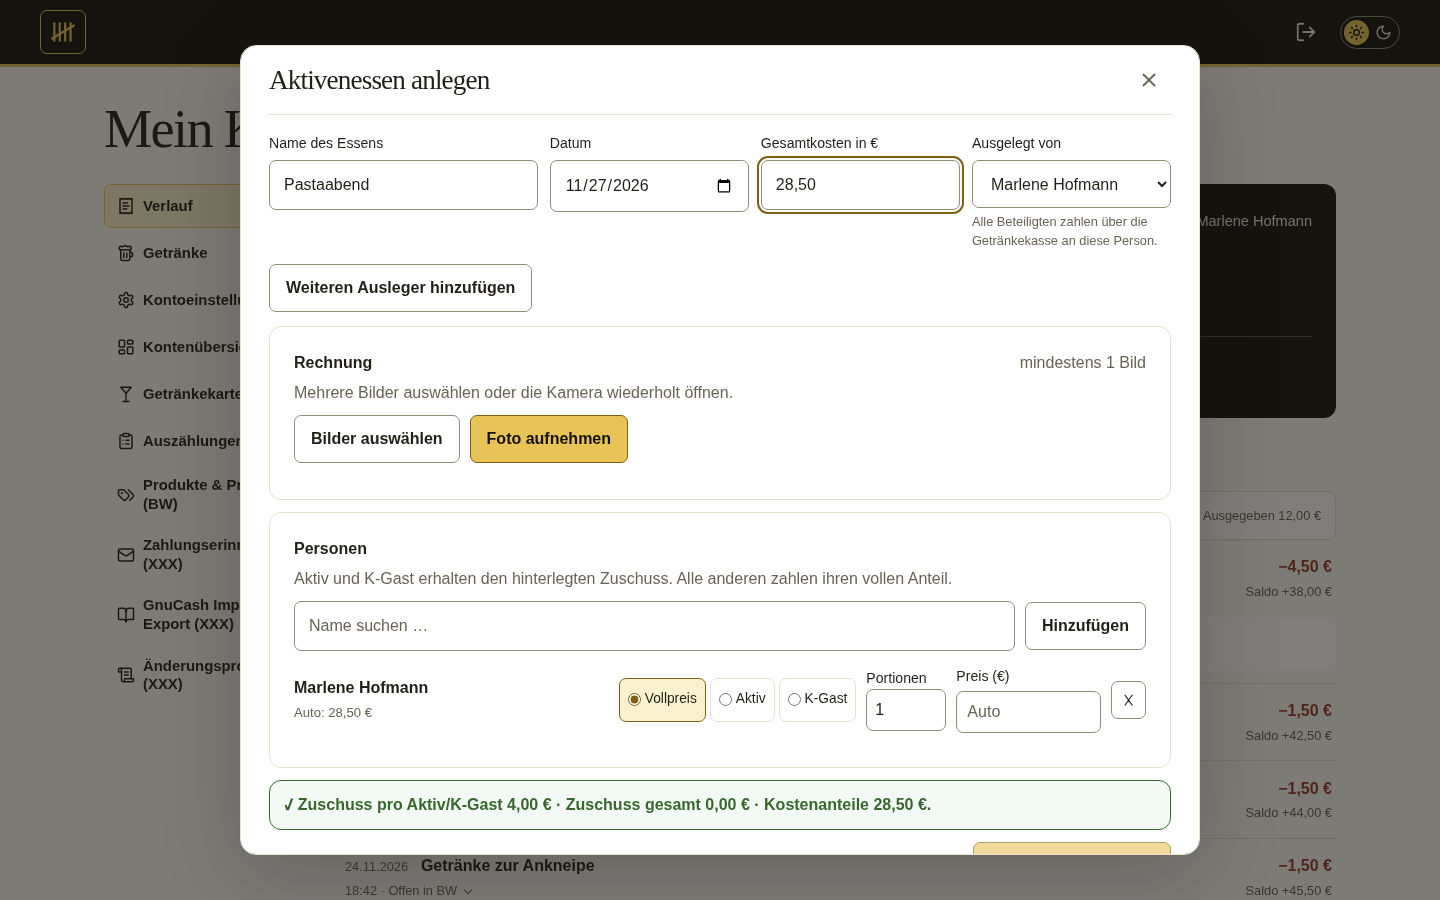 Aktivenessen anlegen
Mein K
Name des Essens
Datum
Gesamtkosten in €
Ausgelegt von
Pastaabend
11/27/2026
28,50
Marlene Hofmann
Alle Beteiligten zahlen über die
Getränkekasse an diese Person.
Weiteren Ausleger hinzufügen
Rechnung
mindestens 1 Bild
Mehrere Bilder auswählen oder die Kamera wiederholt öffnen.
Bilder auswählen
Foto aufnehmen
Personen
Aktiv und K-Gast erhalten den hinterlegten Zuschuss. Alle anderen zahlen ihren vollen Anteil.
Name suchen …
Hinzufügen
Marlene Hofmann
Auto: 28,50 €
Vollpreis
Aktiv
K-Gast
Portionen
1
Preis (€)
Auto
X
✓ Zuschuss pro Aktiv/K-Gast 4,00 € · Zuschuss gesamt 0,00 € · Kostenanteile 28,50 €.
Verlauf
Getränke
Kontoeinstellu
Kontenübersi
Getränkekarte
Auszählungen
Produkte & Pr
(BW)
Zahlungserinn
(XXX)
GnuCash Imp
Export (XXX)
Änderungspro
(XXX)
Marlene Hofmann
Ausgegeben 12,00 €
−4,50 €
Saldo +38,00 €
−1,50 €
Saldo +42,50 €
−1,50 €
Saldo +44,00 €
24.11.2026 Getränke zur Ankneipe
−1,50 €
18:42 · Offen in BW
Saldo +45,50 €